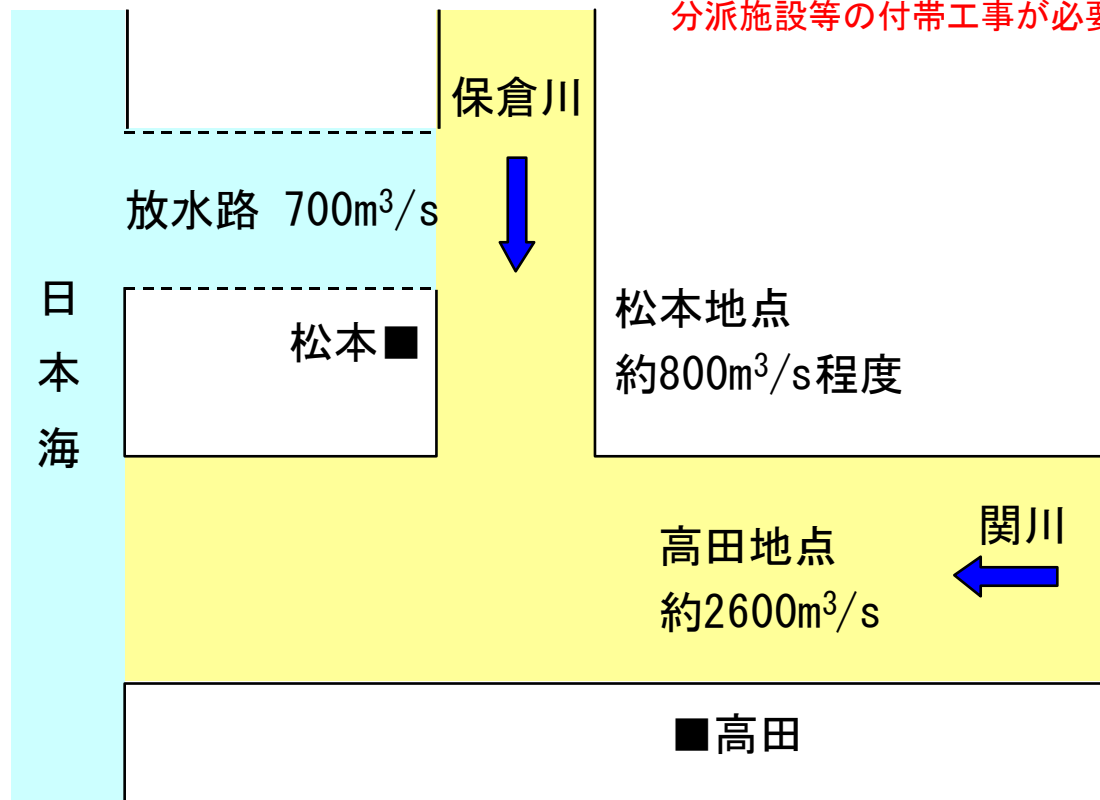 分派施設等の付帯工事が必要
保倉川
放水路 700m³/s
日本海
松本■
松本地点
約800m³/s程度
関川
高田地点
約2600m³/s
■高田